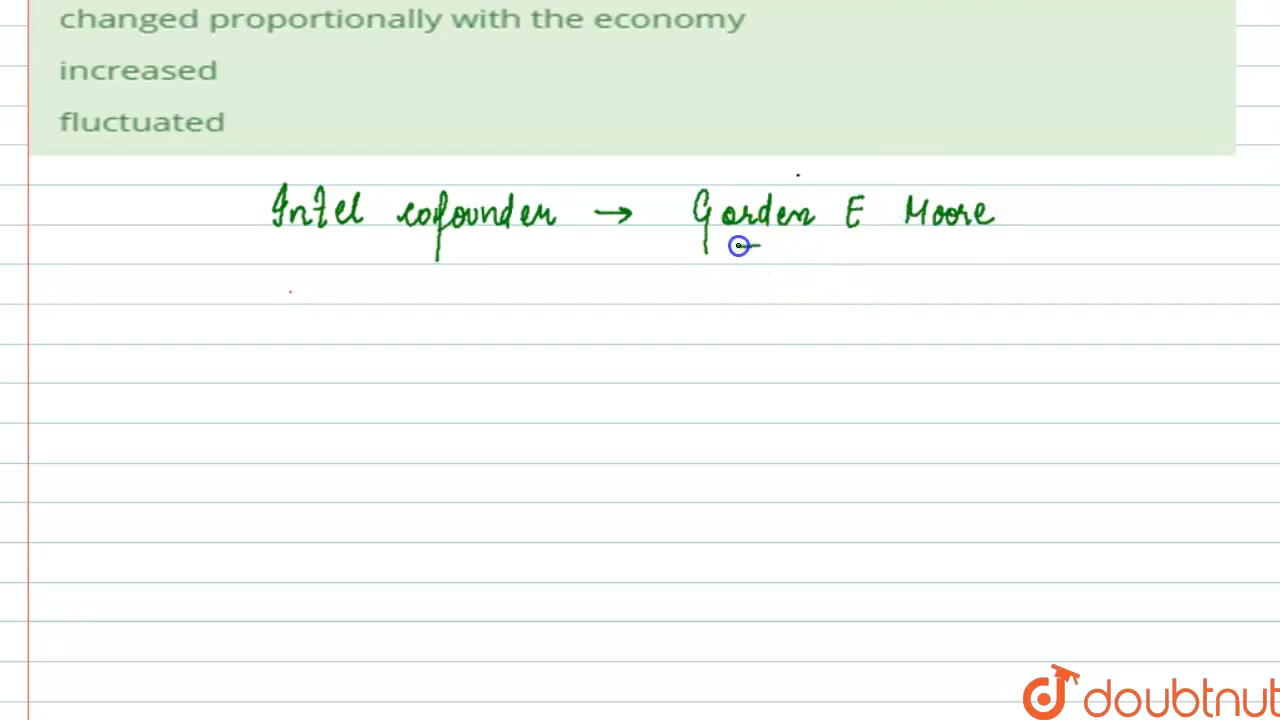 changed proportionally with the economy
increased
fluctuated
Intel cofounder → Gorden E Moore
doubtnut